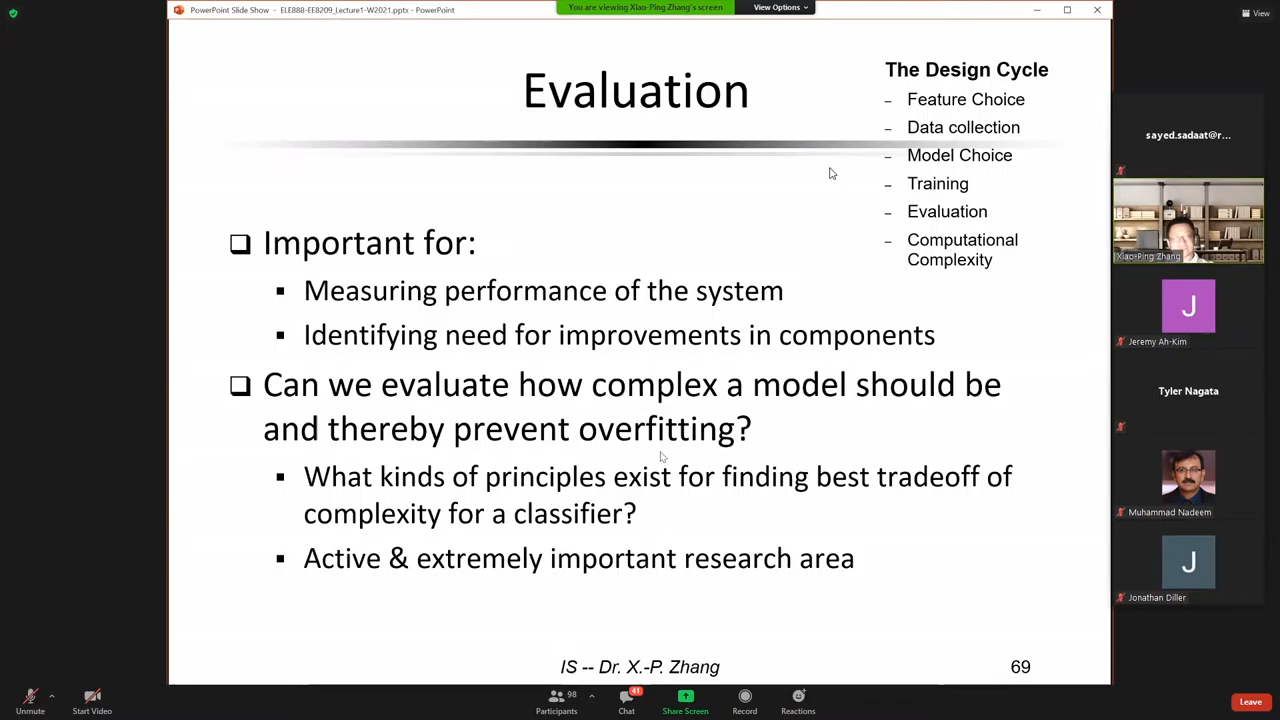 PowerPoint Slide Show - ELE888-EE8209_Lecture1-W2021.pptx - PowerPoint
You are viewing Xiao-Ping Zhang's screen
View Options
View
Evaluation
The Design Cycle
– Feature Choice
– Data collection
– Model Choice
– Training
– Evaluation
– Computational
Complexity
Important for:
Measuring performance of the system
Identifying need for improvements in components
Can we evaluate how complex a model should be
and thereby prevent overfitting?
What kinds of principles exist for finding best tradeoff of
complexity for a classifier?
Active & extremely important research area
IS -- Dr. X.-P. Zhang
69
sayed.sadaat@r...
Xiao-Ping Zhang
J
Jeremy Ah-Kim
Tyler Nagata
Muhammad Nadeem
J
Jonathan Diller
Unmute
Start Video
98
Participants
41
Chat
Share Screen
Record
Reactions
Leave